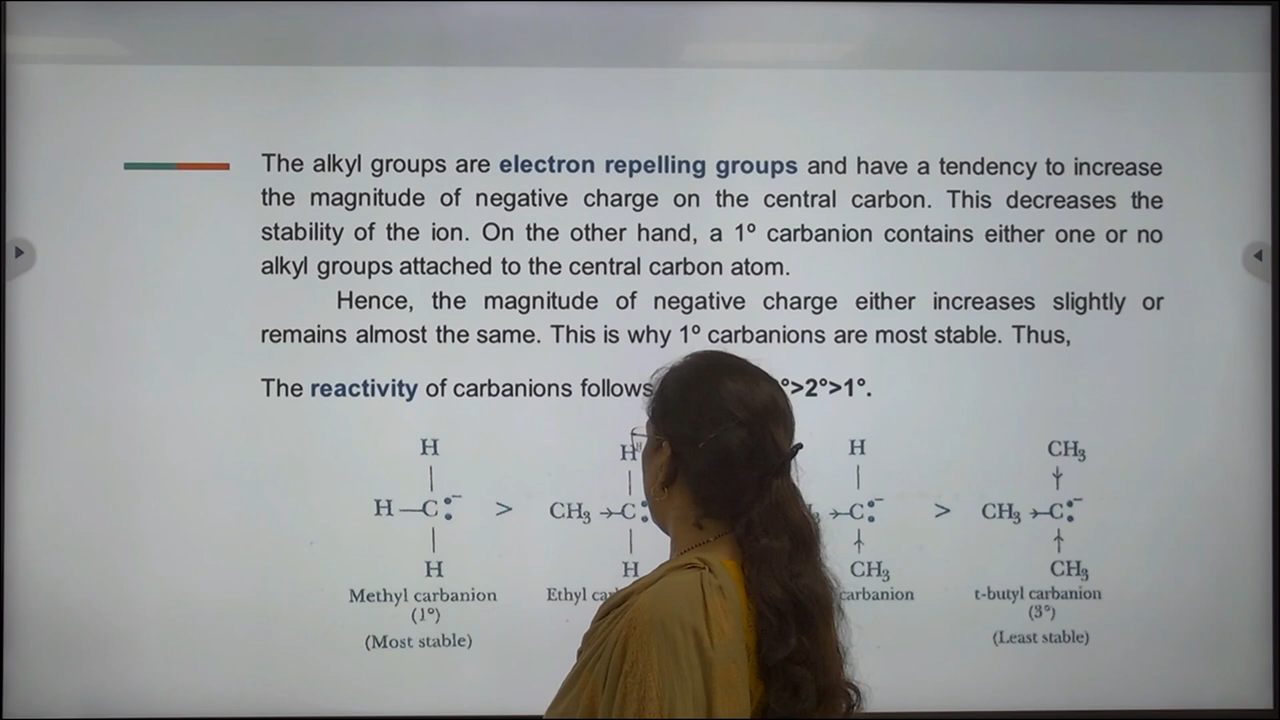 The alkyl groups are electron repelling groups and have a tendency to increase
the magnitude of negative charge on the central carbon. This decreases the
stability of the ion. On the other hand, a 1º carbanion contains either one or no
alkyl groups attached to the central carbon atom.
Hence, the magnitude of negative charge either increases slightly or
remains almost the same. This is why 1º carbanions are most stable. Thus,
The reactivity of carbanions follows >2°>1°.
H H H CH₃
H —C:⁻ > CH₃ →C: →C:⁻ > CH₃ →C:⁻
H H CH₃ CH₃
Methyl carbanion Ethyl carbanion t-butyl carbanion
(1°) (3°)
(Most stable) (Least stable)